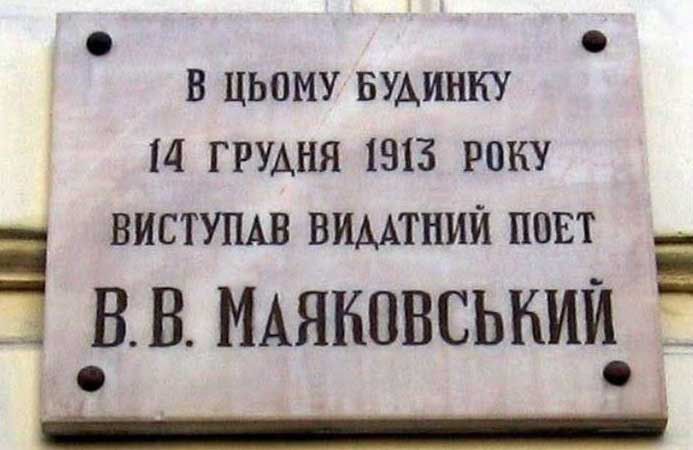 В ЦЬОМУ БУДИНКУ
14 ГРУДНЯ 1913 РОКУ
ВИСТУПАВ ВИДАТНИЙ ПОЕТ
В. В. МАЯКОВСЬКИЙ